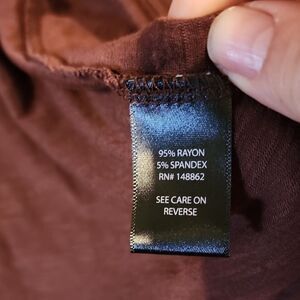 95% RAYON
5% SPANDEX
RN# 148862
SEE CARE ON
REVERSE